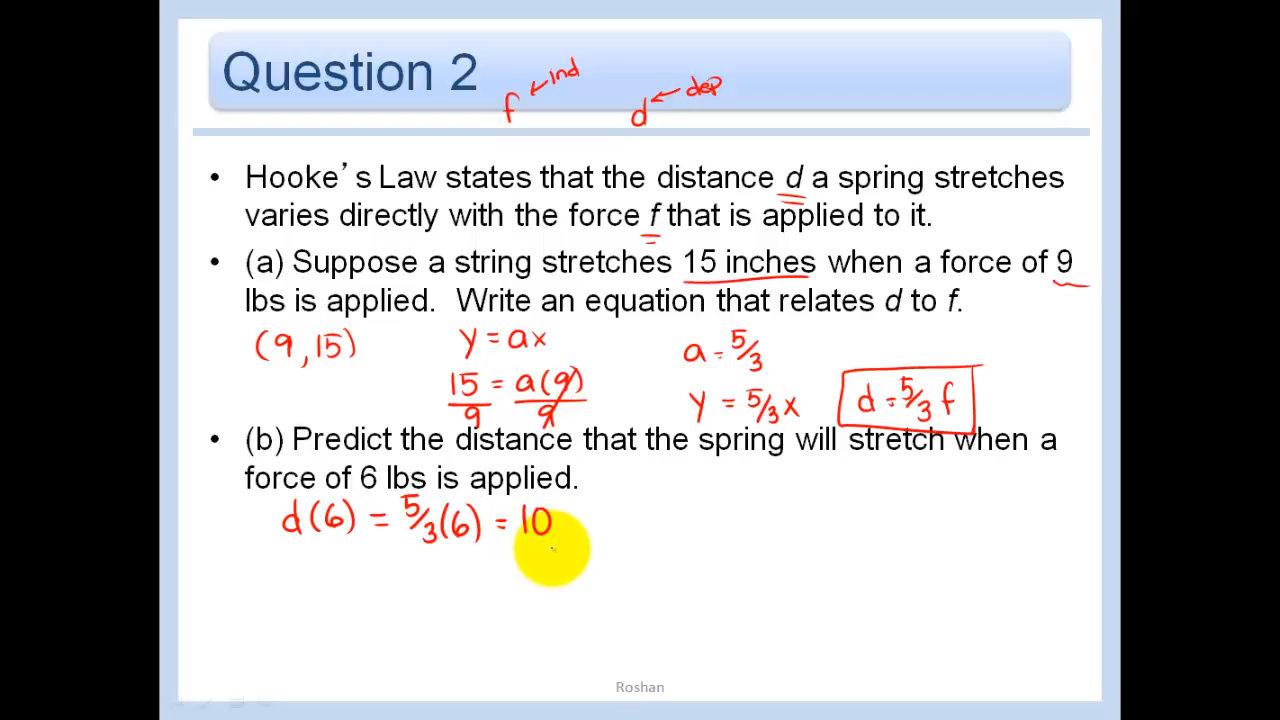 Question 2
f ← ind
d ← dep
• Hooke’s Law states that the distance d a spring stretches
varies directly with the force f that is applied to it.
• (a) Suppose a string stretches 15 inches when a force of 9
lbs is applied. Write an equation that relates d to f.
(9, 15)
y = ax
a = 5/3
15 = a(9)
9 9
y = 5/3 x
d = 5/3 f
• (b) Predict the distance that the spring will stretch when a
force of 6 lbs is applied.
d(6) = 5/3(6) = 10
Roshan